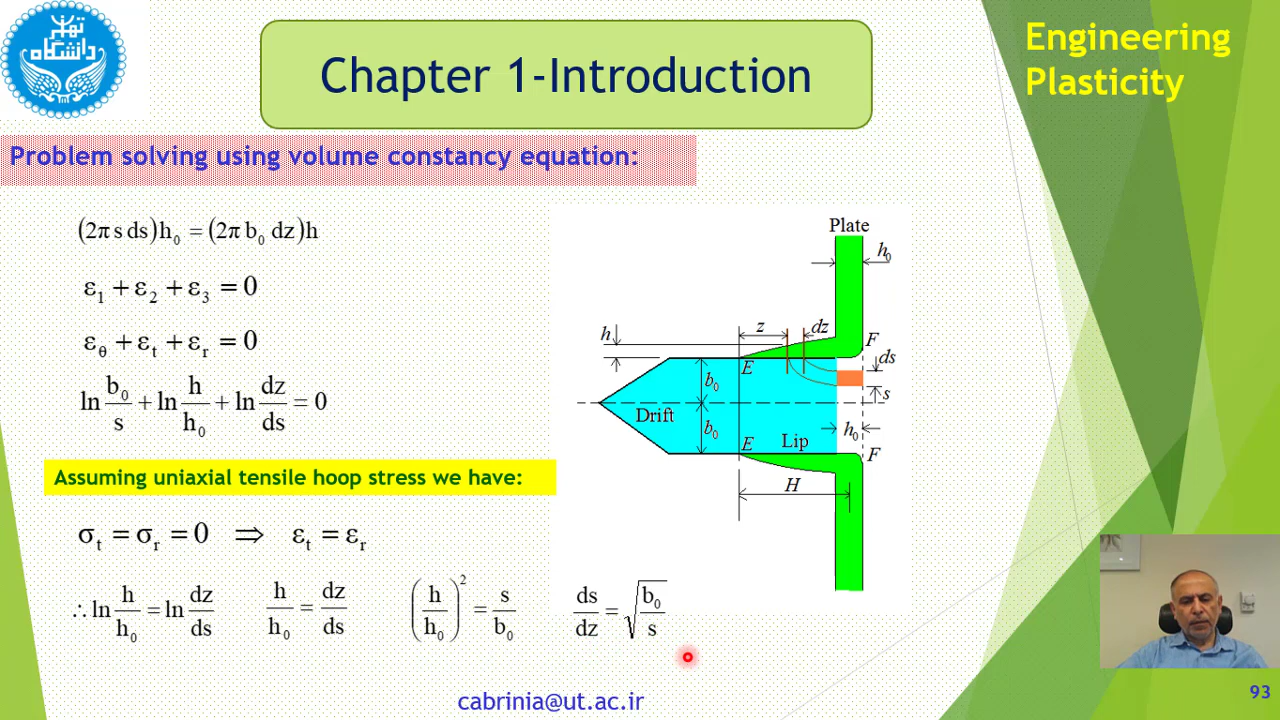 تهران
دانشگاه
Chapter 1-Introduction
Engineering
Plasticity
Problem solving using volume constancy equation:
(2π s ds)h₀ = (2π b₀ dz)h
ε₁ + ε₂ + ε₃ = 0
ε_θ + ε_t + ε_r = 0
ln b₀/s + ln h/h₀ + ln dz/ds = 0
Assuming uniaxial tensile hoop stress we have:
σ_t = σ_r = 0 ⇒ ε_t = ε_r
∴ ln h/h₀ = ln dz/ds
h/h₀ = dz/ds
(h/h₀)² = s/b₀
ds/dz = √(b₀/s)
Plate
h₀
h
z
dz
F
ds
E
b₀
s
Drift
b₀
E
Lip
h₀
F
H
cabrinia@ut.ac.ir
93